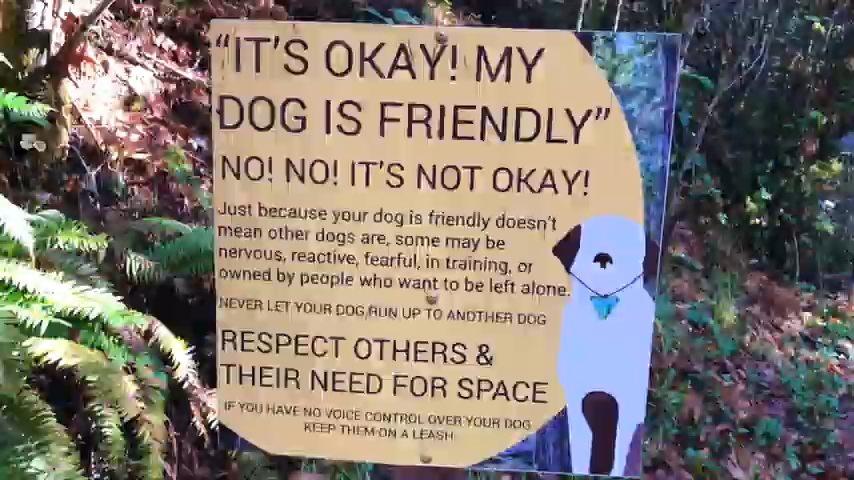 “IT’S OKAY! MY
DOG IS FRIENDLY”
NO! NO! IT’S NOT OKAY!
Just because your dog is friendly doesn’t
mean other dogs are, some may be
nervous, reactive, fearful, in training, or
owned by people who want to be left alone.
NEVER LET YOUR DOG RUN UP TO ANOTHER DOG
RESPECT OTHERS &
THEIR NEED FOR SPACE
IF YOU HAVE NO VOICE CONTROL OVER YOUR DOG
KEEP THEM ON A LEASH